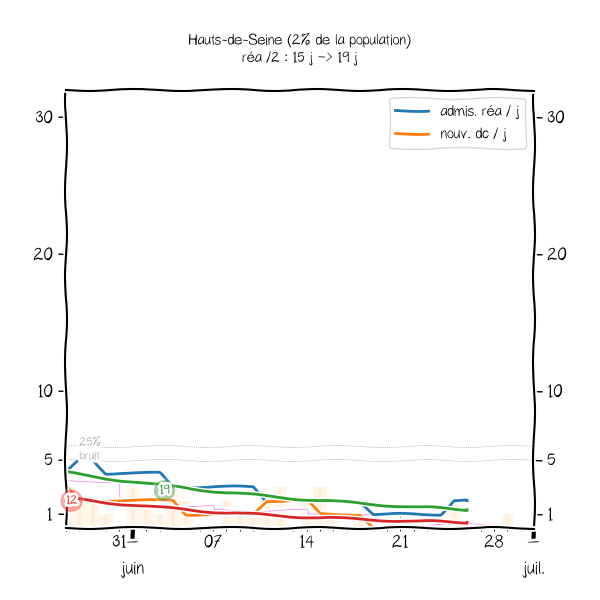 Hauts-de-Seine (2% de la population)
réa /2 : 15 j -> 19 j
admis. réa / j
nouv. dc / j
30
30
20
20
10
10
25%
bruit
5
5
19
12
1
1
31
07
14
21
28
juin
juil.